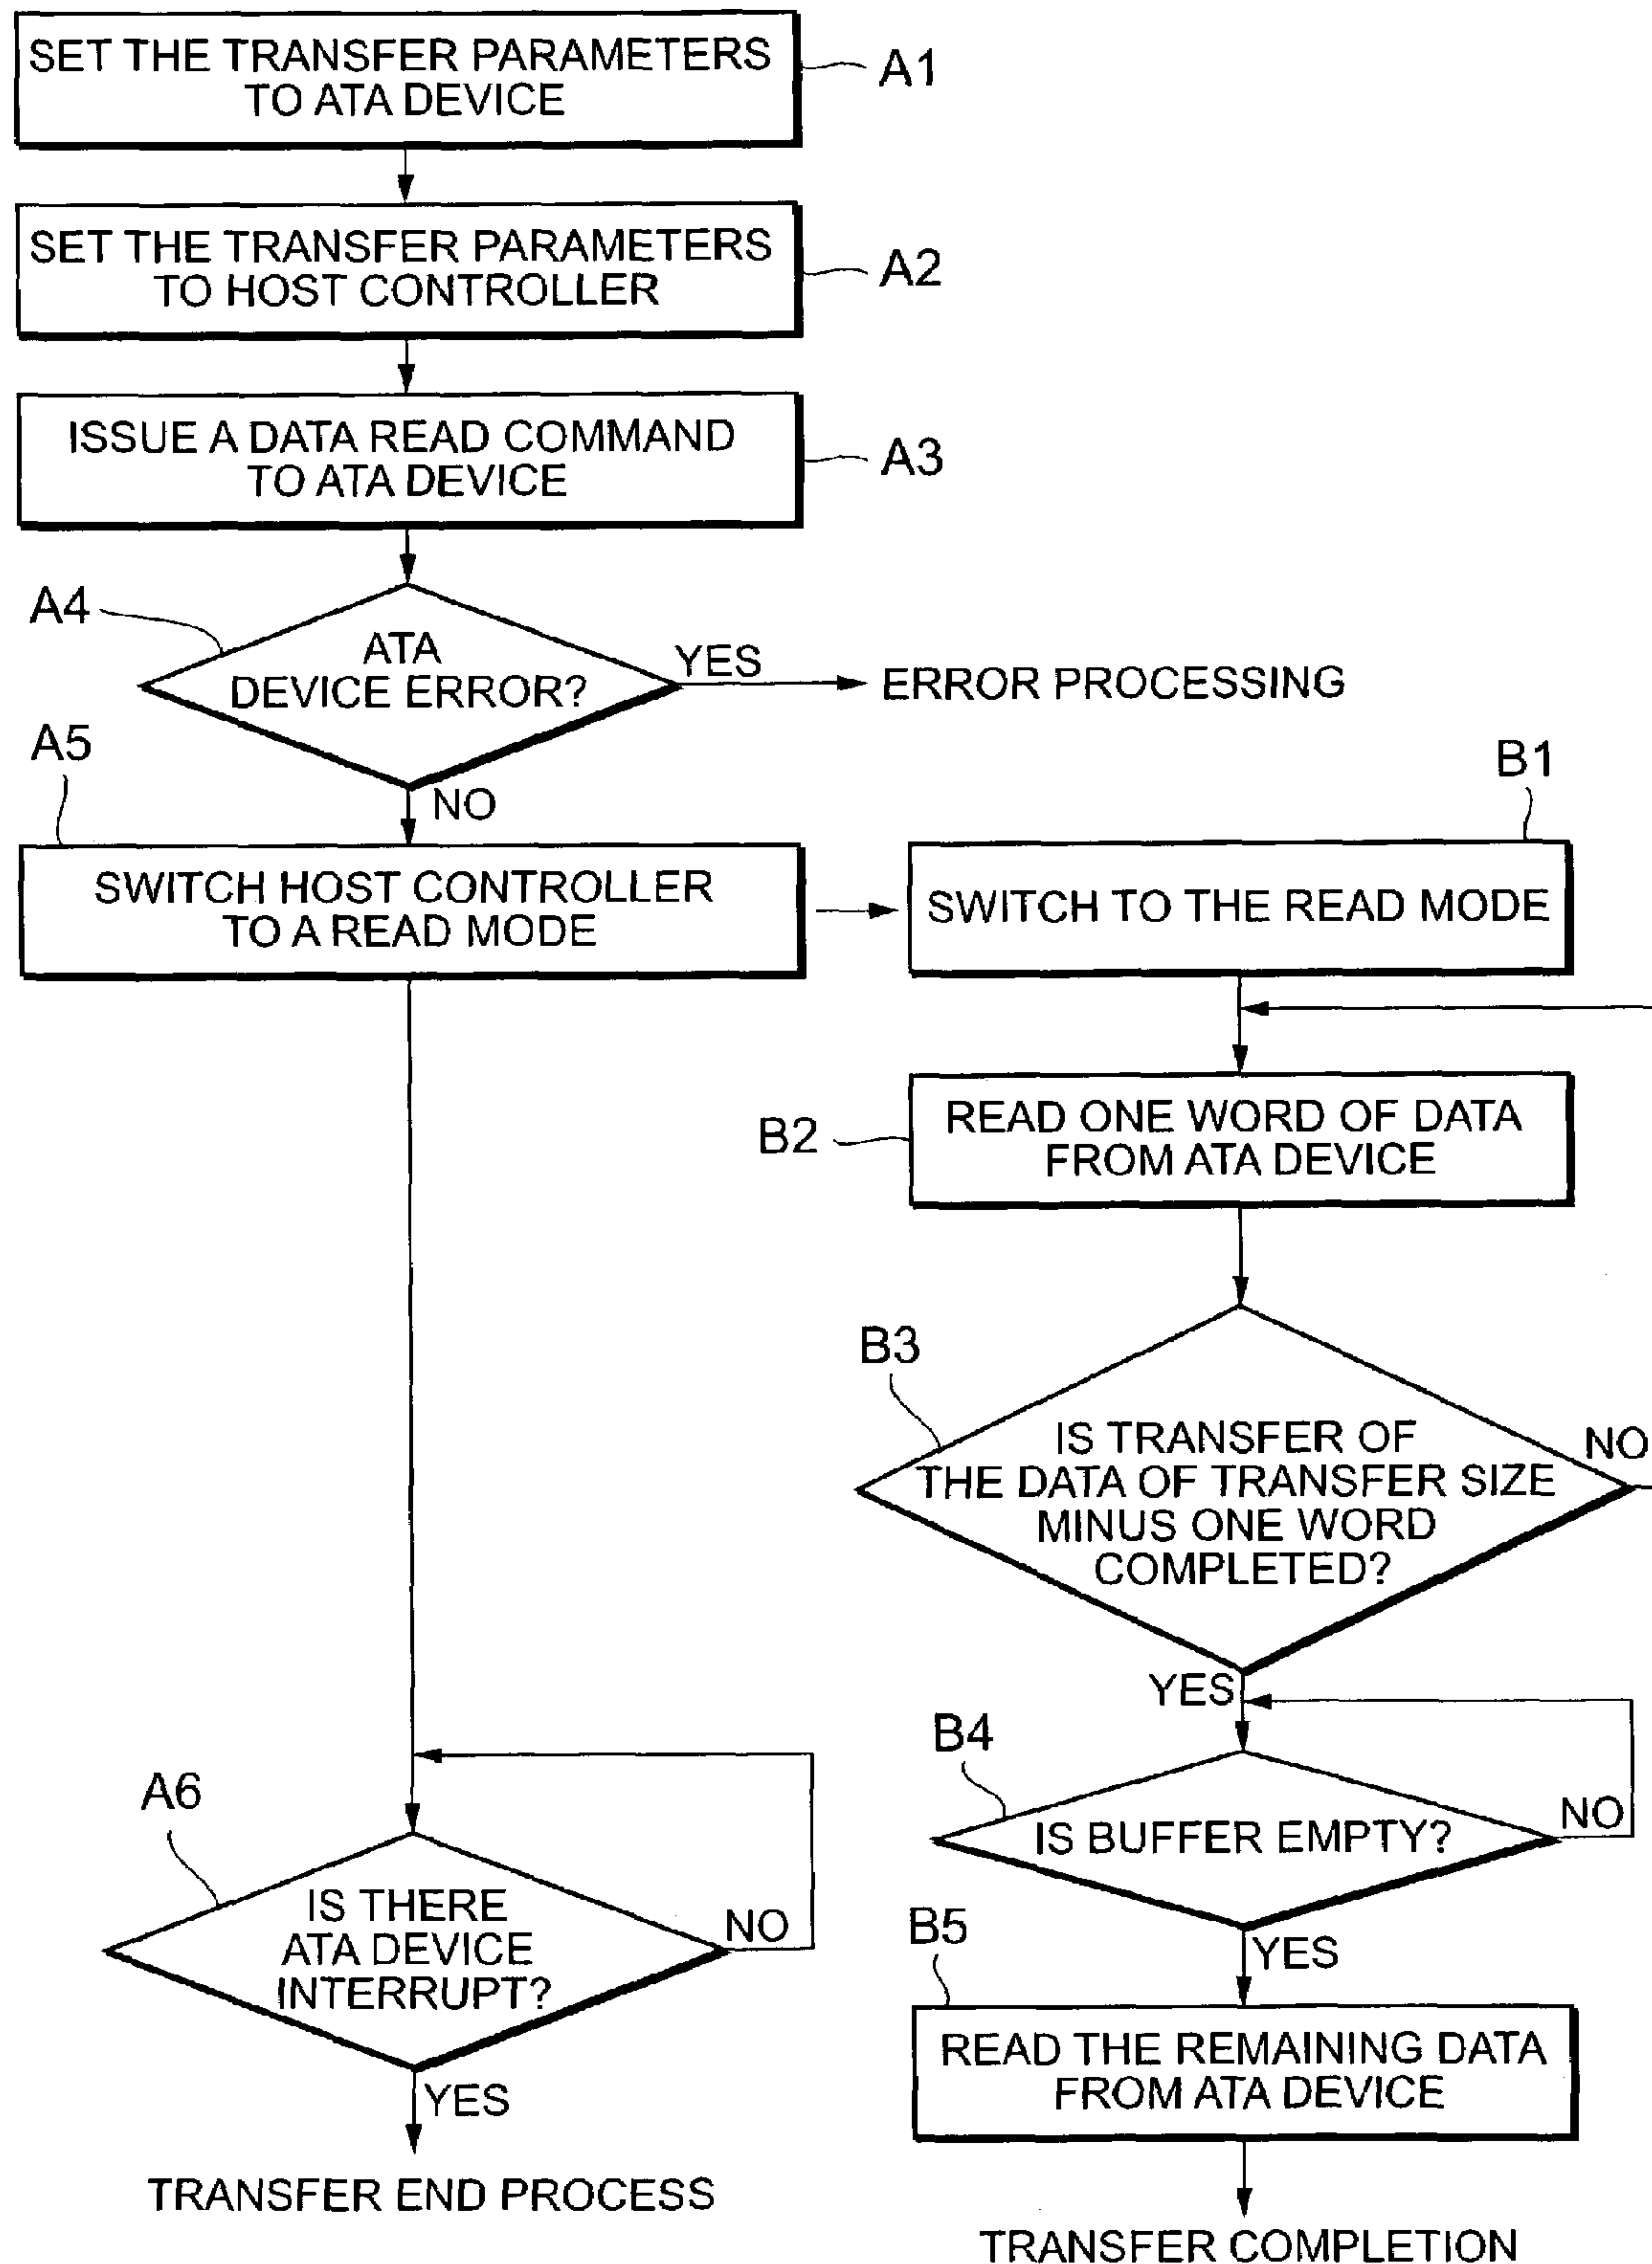 SET THE TRANSFER PARAMETERS
TO ATA DEVICE
A1
SET THE TRANSFER PARAMETERS
TO HOST CONTROLLER
A2
ISSUE A DATA READ COMMAND
TO ATA DEVICE
A3
A4
ATA
DEVICE ERROR?
YES
ERROR PROCESSING
NO
A5
SWITCH HOST CONTROLLER
TO A READ MODE
B1
SWITCH TO THE READ MODE
B2
READ ONE WORD OF DATA
FROM ATA DEVICE
B3
IS TRANSFER OF
THE DATA OF TRANSFER SIZE
MINUS ONE WORD
COMPLETED?
NO
YES
B4
IS BUFFER EMPTY?
NO
YES
A6
IS THERE
ATA DEVICE
INTERRUPT?
NO
YES
TRANSFER END PROCESS
B5
READ THE REMAINING DATA
FROM ATA DEVICE
TRANSFER COMPLETION